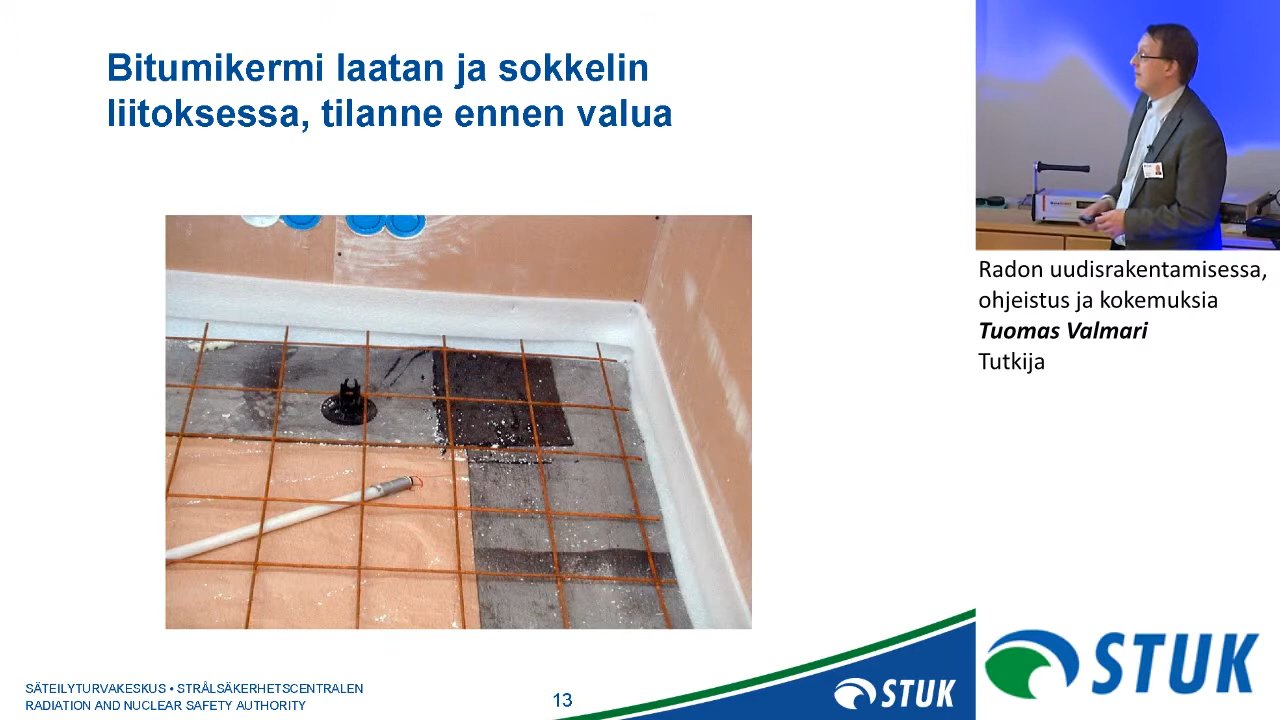 Bitumikermi laatan ja sokkelin
liitoksessa, tilanne ennen valua
Radon uudisrakentamisessa,
ohjeistus ja kokemuksia
Tuomas Valmari
Tutkija
SÄTEILYTURVAKESKUS • STRÅLSÄKERHETSCENTRALEN
RADIATION AND NUCLEAR SAFETY AUTHORITY
13
STUK
STUK